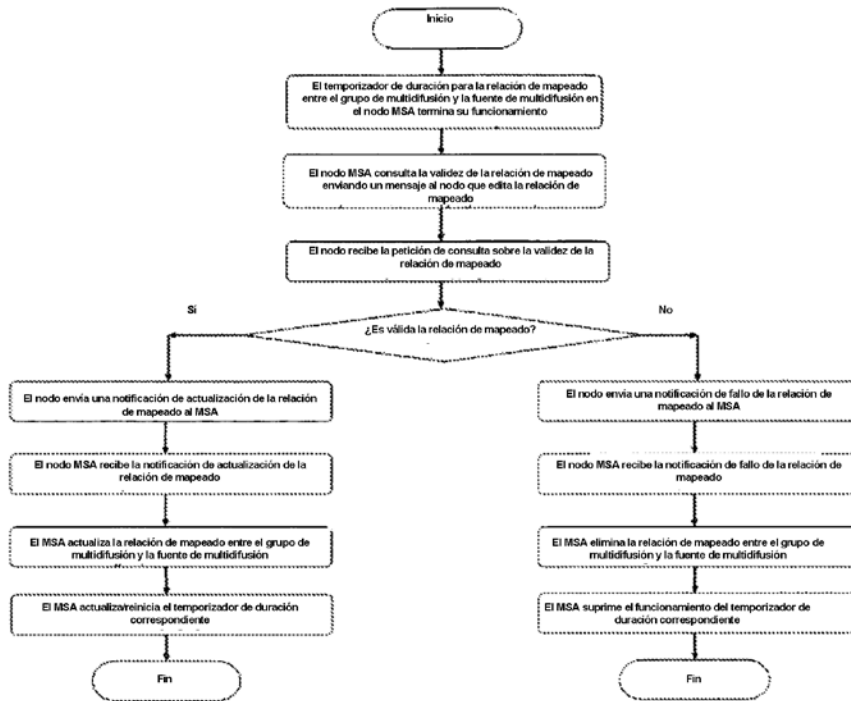 Inicio
El temporizador de duración para la relación de mapeado
entre el grupo de multidifusión y la fuente de multidifusión en
el nodo MSA termina su funcionamiento
El nodo MSA consulta la validez de la relación de mapeado
enviando un mensaje al nodo que edita la relación de
mapeado
El nodo recibe la petición de consulta sobre la validez de la
relación de mapeado
Sí
No
¿Es válida la relación de mapeado?
El nodo envía una notificación de actualización de la relación
de mapeado al MSA
El nodo MSA recibe la notificación de actualización de la
relación de mapeado
El MSA actualiza la relación de mapeado entre el grupo de
multidifusión y la fuente de multidifusión
El MSA actualiza/reinicia el temporizador de duración
correspondiente
Fin
El nodo envía una notificación de fallo de la relación de
mapeado al MSA
El nodo MSA recibe la notificación de fallo de la relación de
mapeado
El MSA elimina la relación de mapeado entre el grupo de
multidifusión y la fuente de multidifusión
El MSA suprime el funcionamiento del temporizador de
duración correspondiente
Fin